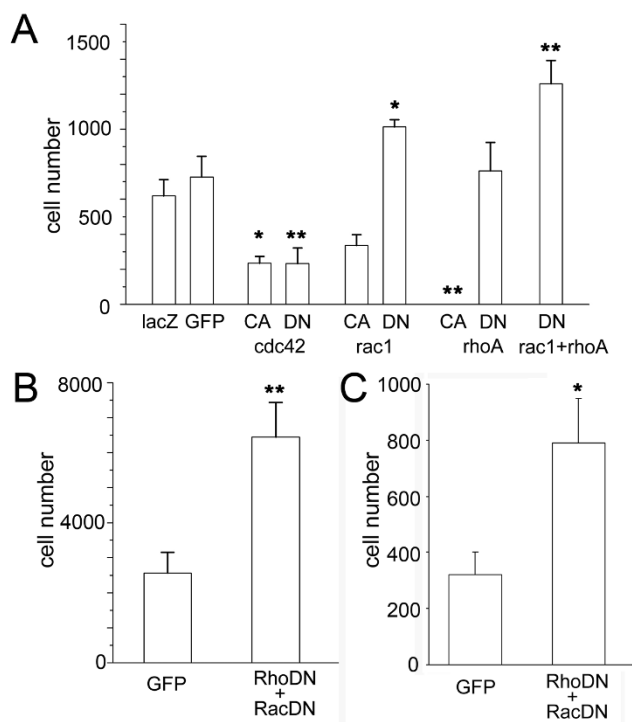 A
1500
1000
500
0
cell number
* ** * ** **
lacZ GFP CA DN CA DN CA DN DN
cdc42 rac1 rhoA rac1+rhoA
B
8000
4000
0
cell number
**
GFP RhoDN
+
RacDN
C
1000
800
600
400
200
0
cell number
*
GFP RhoDN
+
RacDN